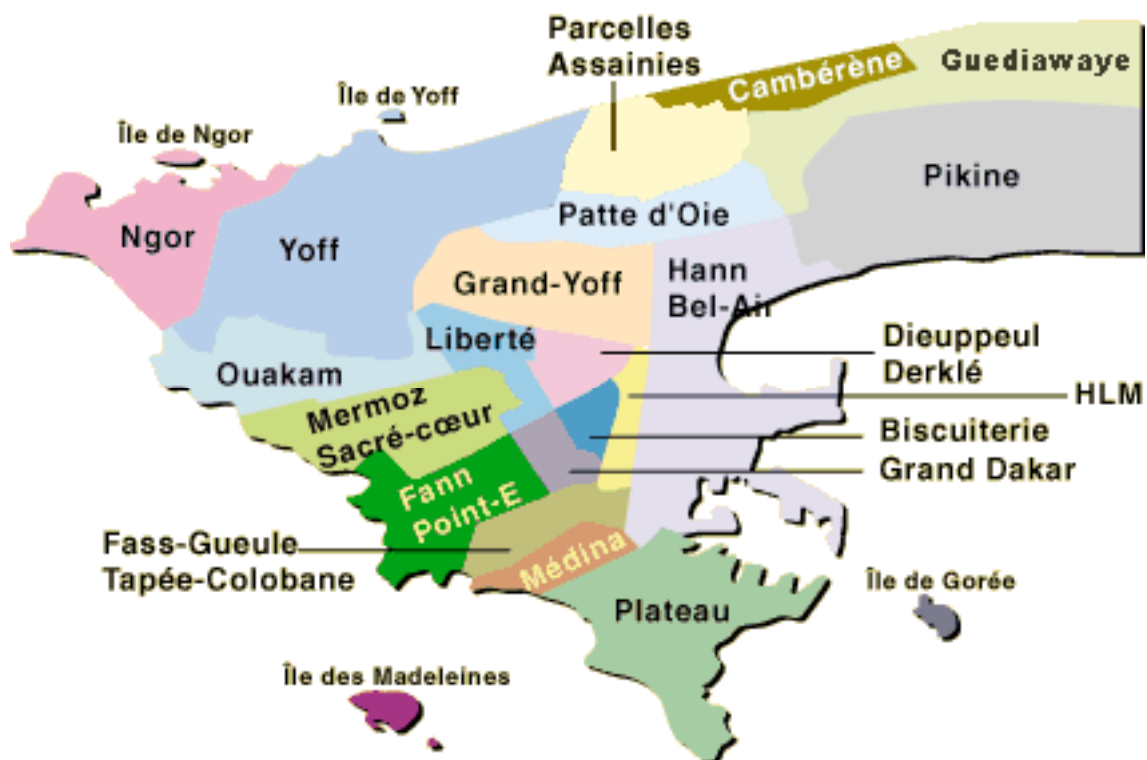 Parcelles
Assainies
Cambérène
Guediawaye
Île de Yoff
Île de Ngor
Pikine
Ngor
Yoff
Patte d'Oie
Grand-Yoff
Hann
Bel-Air
Liberté
Dieuppeul
Derklé
Ouakam
HLM
Mermoz
Sacré-cœur
Biscuiterie
Grand Dakar
Fann
Point-E
Fass-Gueule
Tapée-Colobane
Médina
Plateau
Île de Gorée
Île des Madeleines